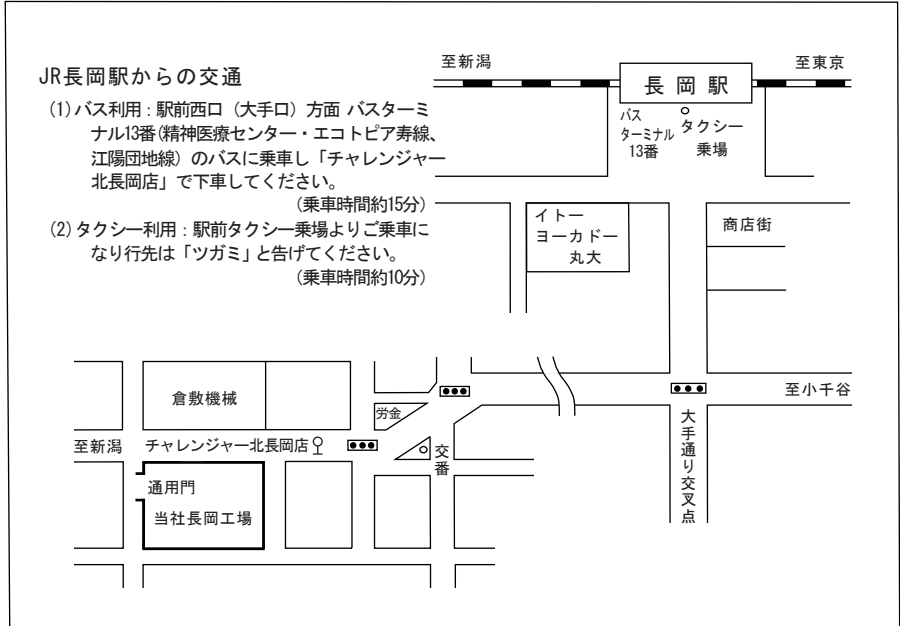 JR長岡駅からの交通
(1)バス利用：駅前西口（大手口）方面 バスターミ
ナル13番(精神医療センター・エコトピア寿線、
江陽団地線）のバスに乗車し「チャレンジャー
北長岡店」で下車してください。
(乗車時間約15分)
(2)タクシー利用：駅前タクシー乗場よりご乗車に
なり行先は「ツガミ」と告げてください。
(乗車時間約10分)
至新潟
長岡駅
至東京
バス
ターミナル
13番
タクシー
乗場
イトー
ヨーカドー
丸大
商店街
至小千谷
大手通り交叉点
倉敷機械
労金
至新潟
チャレンジャー北長岡店
交番
通用門
当社長岡工場